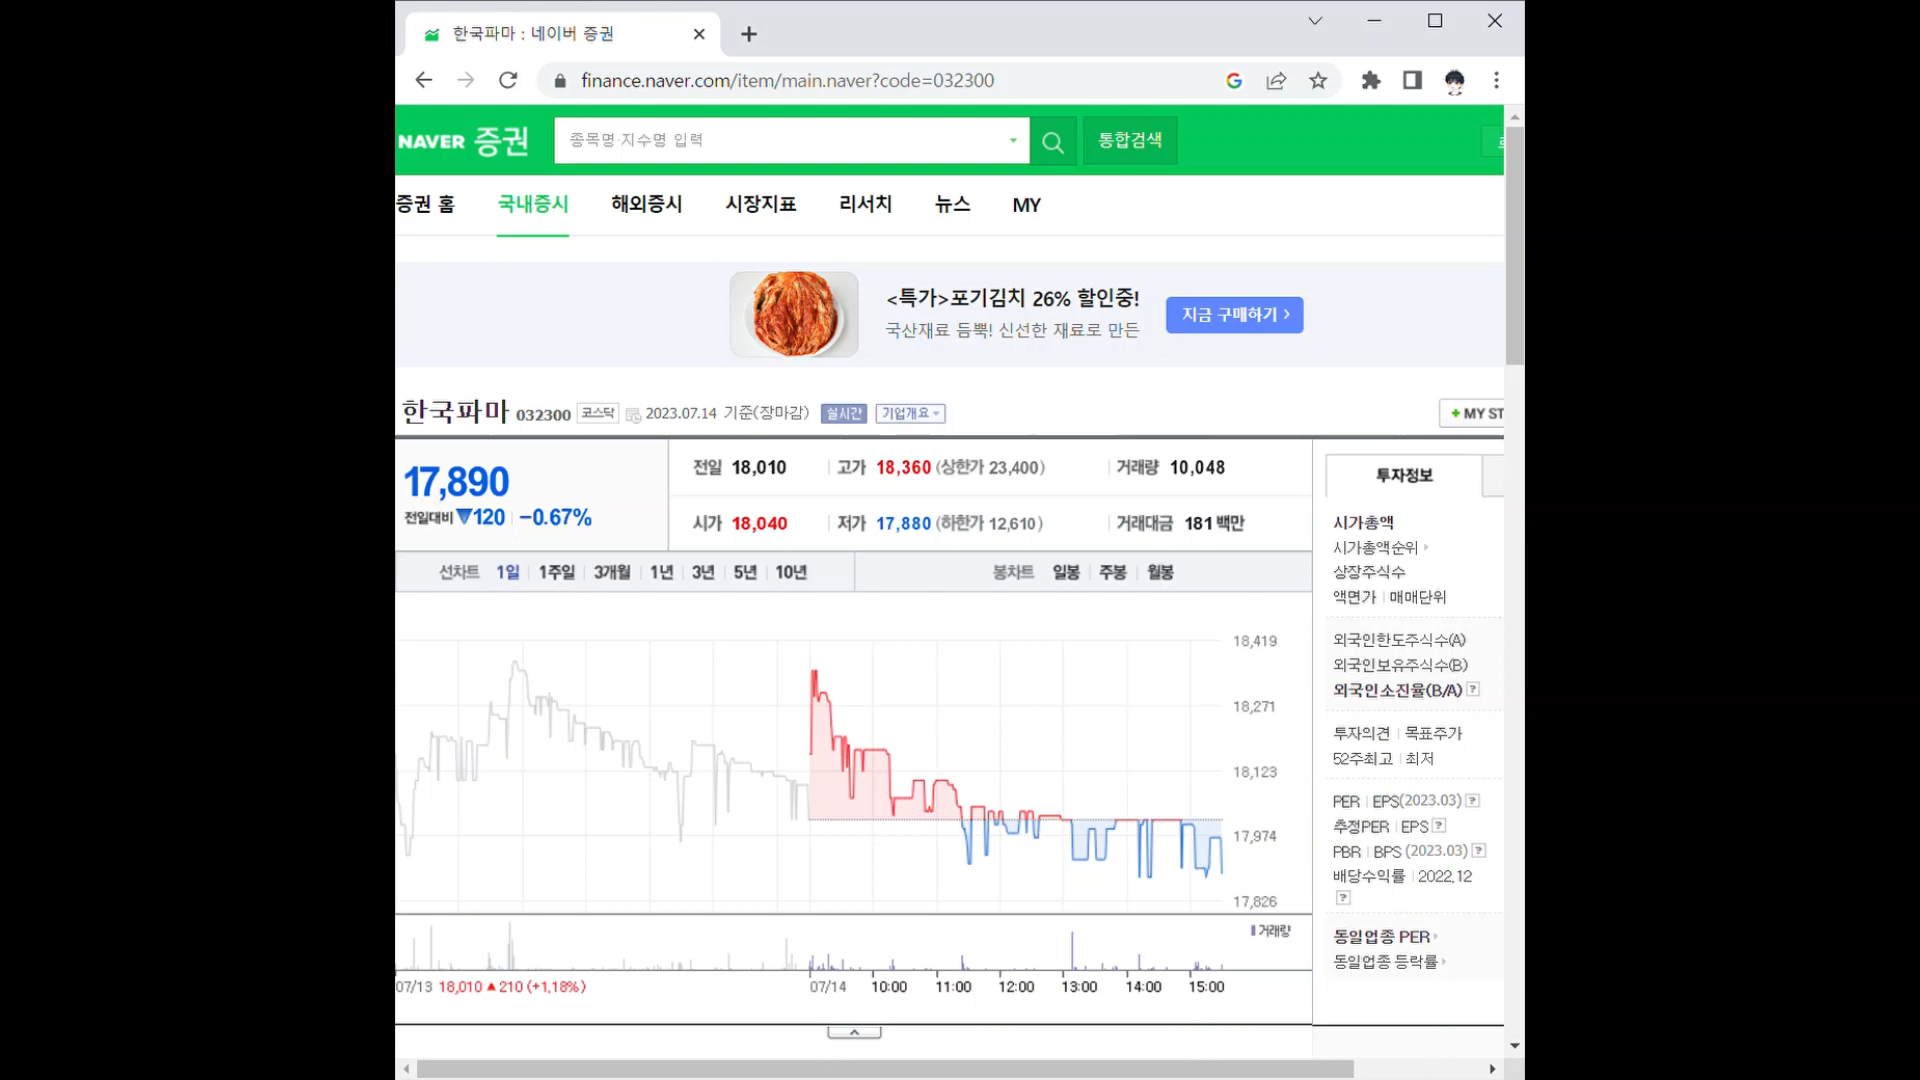 한국파마 : 네이버 증권
finance.naver.com/item/main.naver?code=032300
NAVER 증권
종목명·지수명 입력
통합검색
증권 홈
국내증시
해외증시
시장지표
리서치
뉴스
MY
<특가>포기김치 26% 할인중!
국산재료 듬뿍! 신선한 재료로 만든
지금 구매하기 >
한국파마 032300 코스닥 2023.07.14 기준(장마감) 실시간 기업개요
+ MY ST
17,890
전일대비 ▼120 −0.67%
전일 18,010
고가 18,360 (상한가 23,400)
거래량 10,048
시가 18,040
저가 17,880 (하한가 12,610)
거래대금 181 백만
선차트 1일 1주일 3개월 1년 3년 5년 10년
봉차트 일봉 주봉 월봉
18,419
18,271
18,123
17,974
17,826
거래량
07/13 18,010 ▲ 210 (+1,18%)
07/14 10:00 11:00 12:00 13:00 14:00 15:00
투자정보
시가총액
시가총액순위
상장주식수
액면가 | 매매단위
외국인한도주식수(A)
외국인보유주식수(B)
외국인소진율(B/A) ?
투자의견 | 목표주가
52주최고 | 최저
PER | EPS(2023.03) ?
추정PER | EPS ?
PBR | BPS (2023.03) ?
배당수익률 | 2022.12
?
동일업종 PER
동일업종 등락률